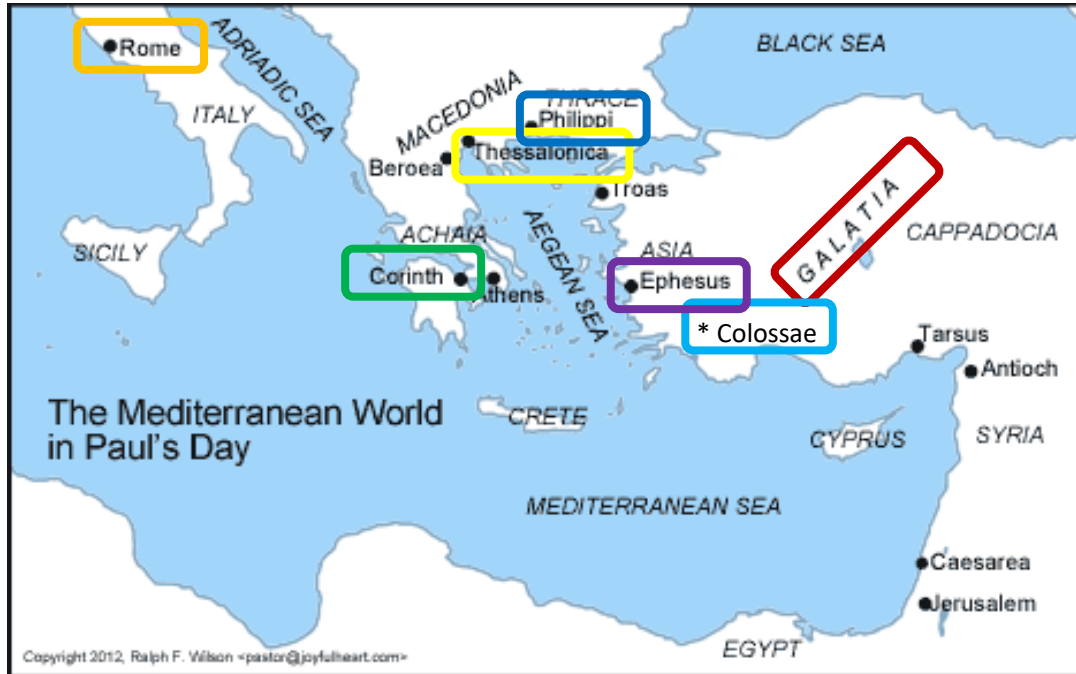 BLACK SEA
Rome
ADRIADIC SEA
ITALY
MACEDONIA
THRACE
Philippi
Thessalonica
Beroea
Troas
GALATIA
CAPPADOCIA
SICILY
ACHAIA
AEGEAN SEA
ASIA
Corinth
Athens
Ephesus
* Colossae
Tarsus
Antioch
The Mediterranean World
in Paul's Day
CRETE
CYPRUS
SYRIA
MEDITERRANEAN SEA
Caesarea
Jerusalem
EGYPT
Copyright 2012, Ralph F. Wilson <pastor@joyfulheart.com>